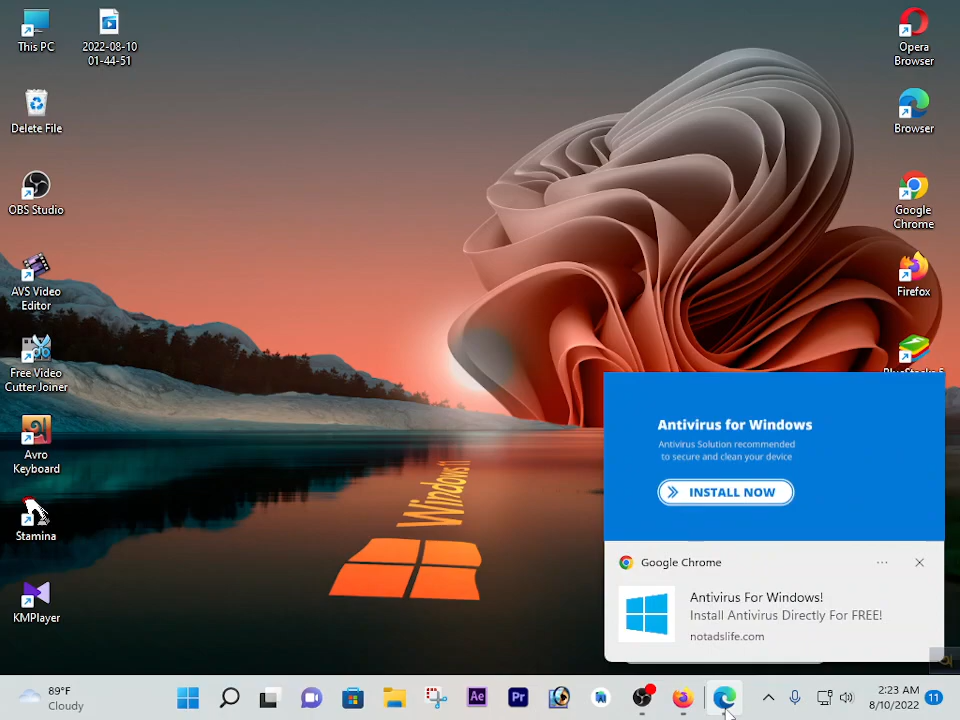 This PC
2022-08-10
01-44-51
Delete File
OBS Studio
AVS Video
Editor
Free Video
Cutter Joiner
Avro
Keyboard
Stamina
KMPlayer
Opera
Browser
Browser
Google
Chrome
Firefox
Windows 11
Antivirus for Windows
Antivirus Solution recommended
to secure and clean your device
INSTALL NOW
Google Chrome
Antivirus For Windows!
Install Antivirus Directly For FREE!
notadslife.com
89°F
Cloudy
Ae
Pr
2:23 AM
8/10/2022
11